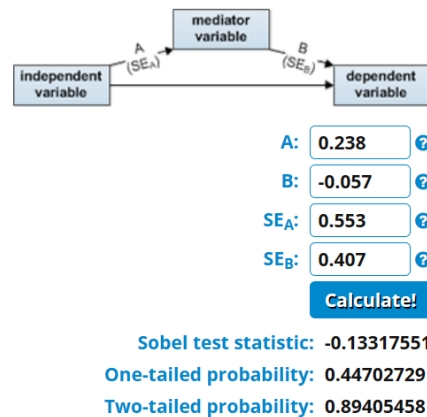 mediator
variable
A
(SEA)
B
(SEB)
independent
variable
dependent
variable
A: 0.238 ?
B: -0.057 ?
SEA: 0.553 ?
SEB: 0.407 ?
Calculate!
Sobel test statistic: -0.13317551
One-tailed probability: 0.44702729
Two-tailed probability: 0.89405458